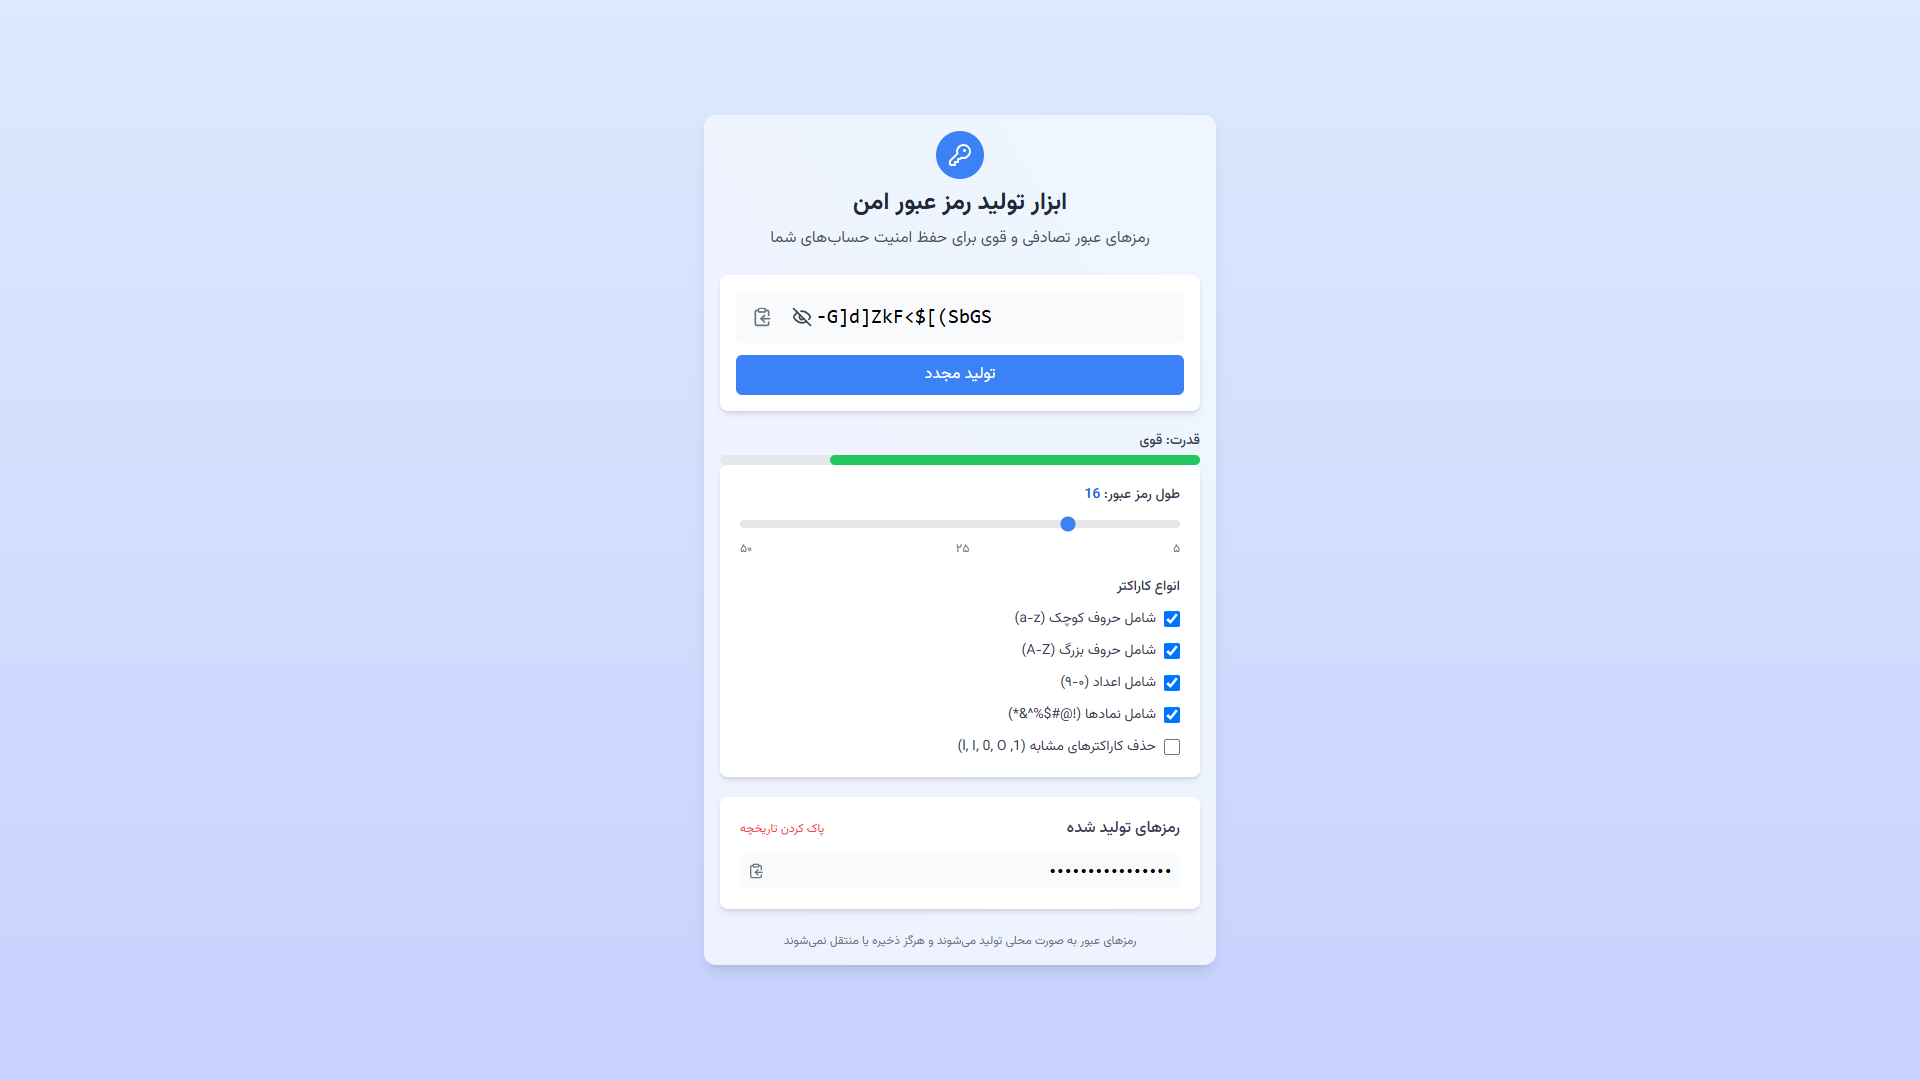 ابزار تولید رمز عبور امن
رمزهای عبور تصادفی و قوی برای حفظ امنیت حساب‌های شما
-G]d]ZkF<$[(SbGS
تولید مجدد
قدرت: قوی
طول رمز عبور: 16
۵ ۲۵ ۵۰
انواع کاراکتر
شامل حروف کوچک (a-z)
شامل حروف بزرگ (A-Z)
شامل اعداد (۰-۹)
شامل نمادها (!@#$%^&*)
حذف کاراکترهای مشابه (1, l, I, 0, O)
رمزهای تولید شده
پاک کردن تاریخچه
••••••••••••••••
رمزهای عبور به صورت محلی تولید می‌شوند و هرگز ذخیره یا منتقل نمی‌شوند